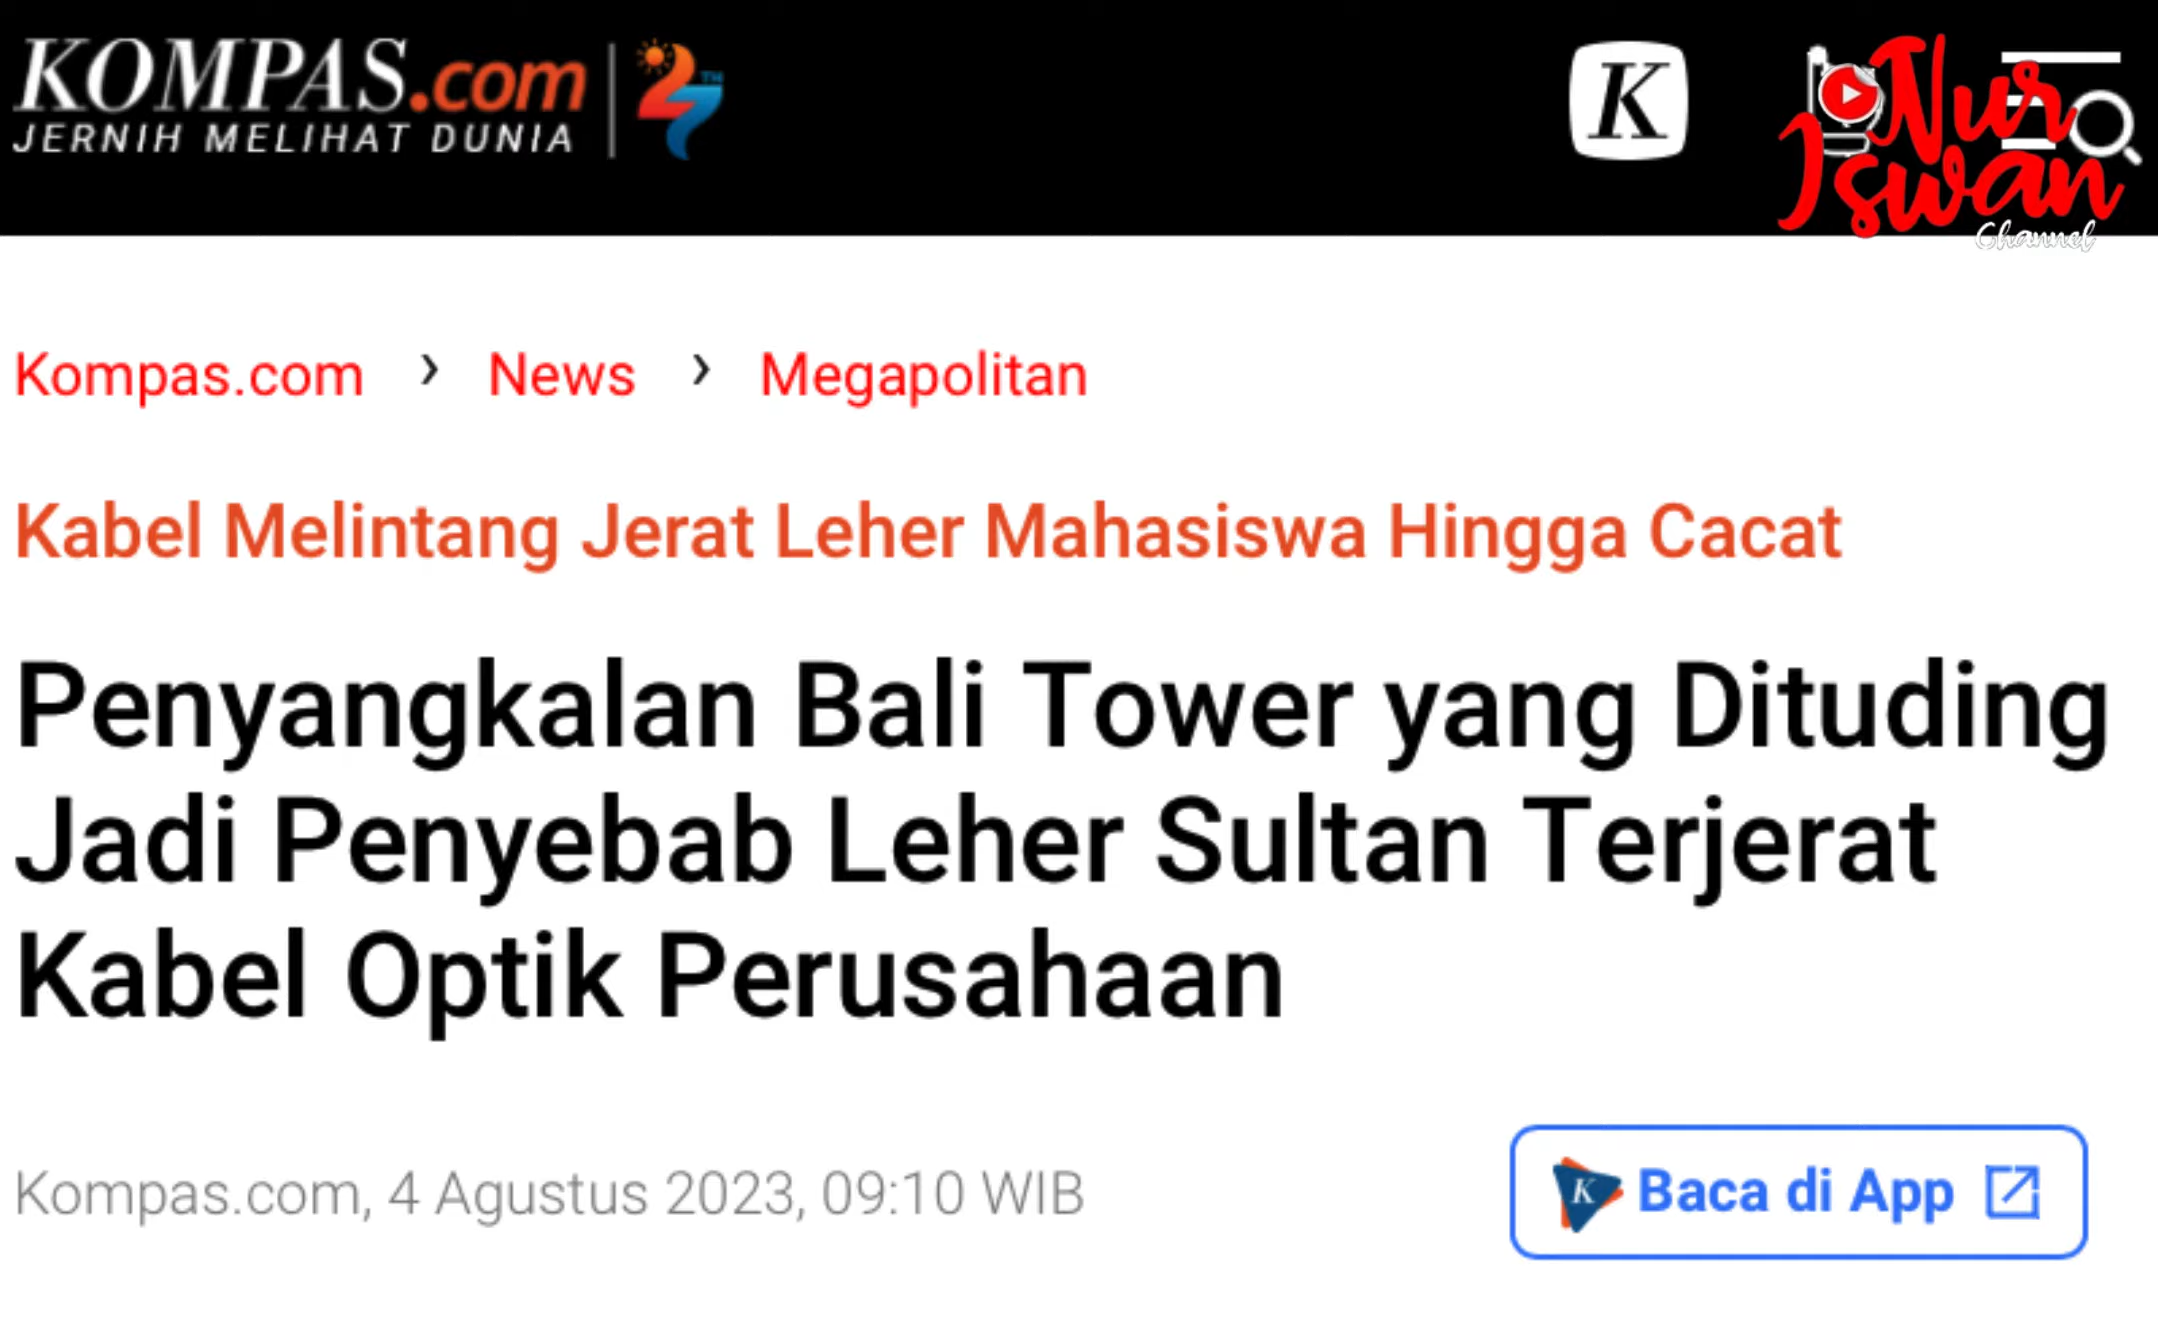 KOMPAS.com
JERNIH MELIHAT DUNIA
27 TH
K
Nur
Iswan
Channel
Kompas.com › News › Megapolitan
Kabel Melintang Jerat Leher Mahasiswa Hingga Cacat
Penyangkalan Bali Tower yang Dituding
Jadi Penyebab Leher Sultan Terjerat
Kabel Optik Perusahaan
Kompas.com, 4 Agustus 2023, 09:10 WIB
K Baca di App